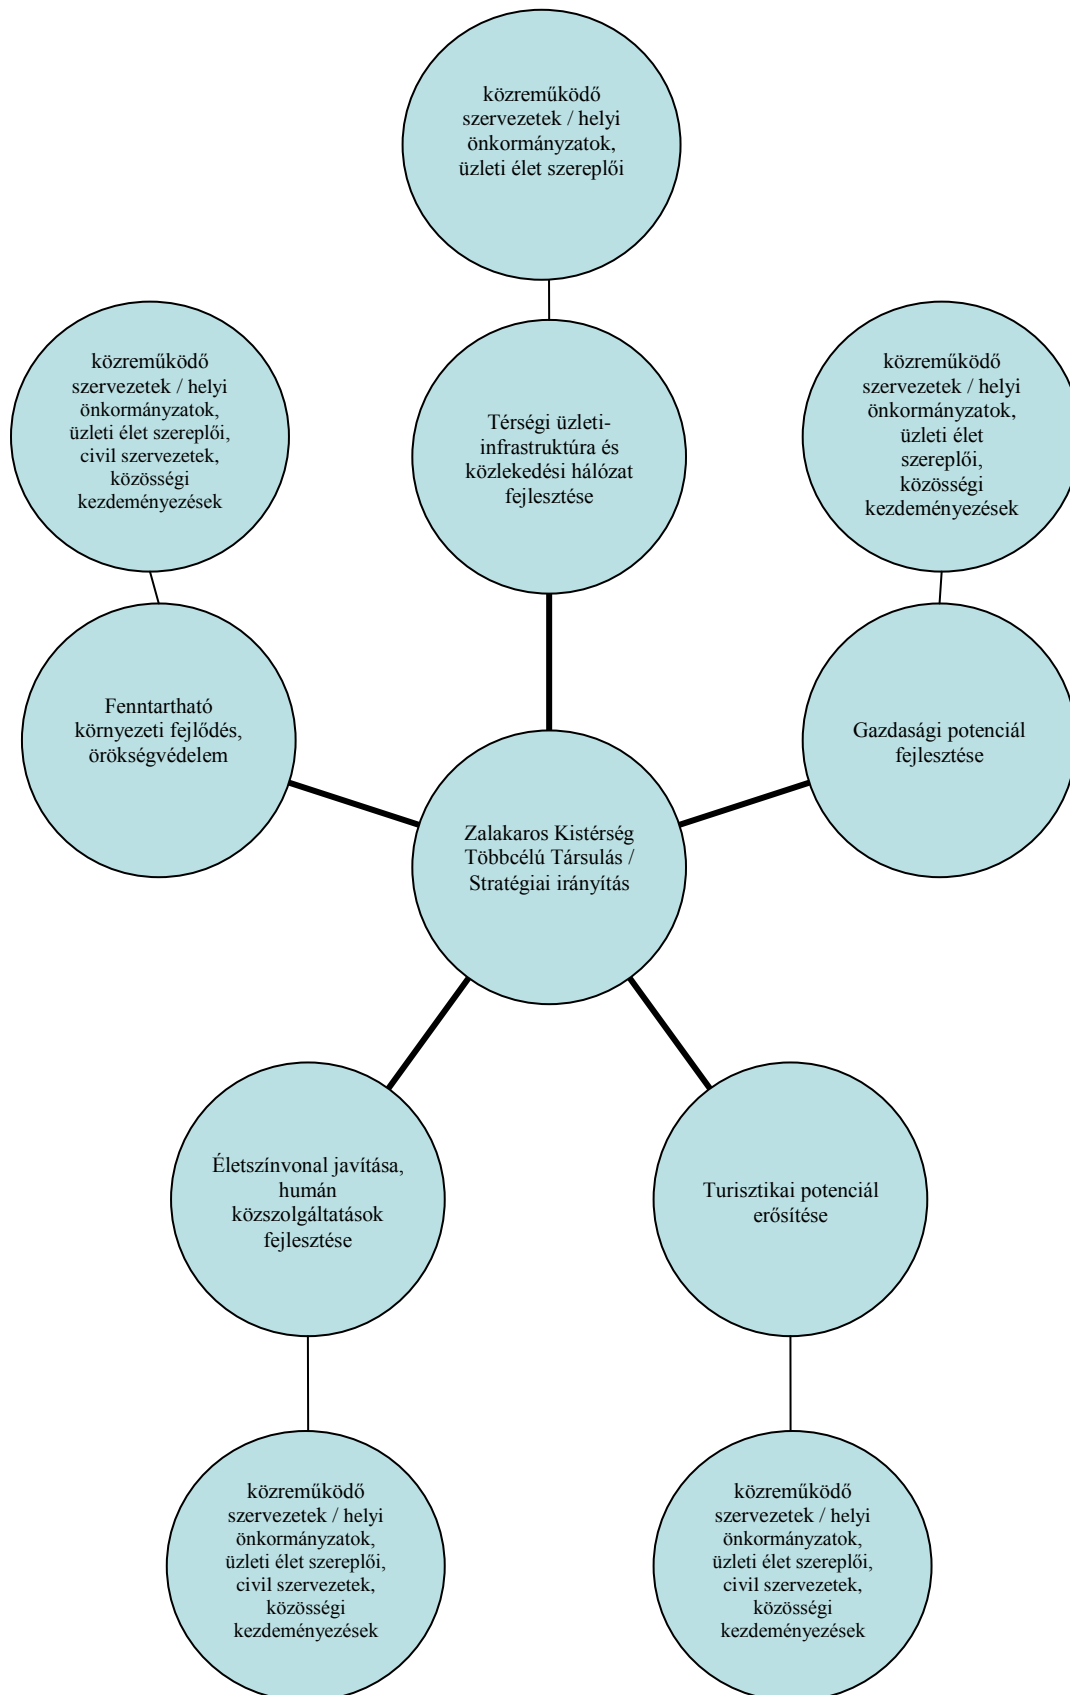 közreműködő
szervezetek / helyi
önkormányzatok,
üzleti élet szereplői
közreműködő
szervezetek / helyi
önkormányzatok,
üzleti élet szereplői,
civil szervezetek,
közösségi
kezdeményezések
Térségi üzleti-
infrastruktúra és
közlekedési hálózat
fejlesztése
közreműködő
szervezetek / helyi
önkormányzatok,
üzleti élet
szereplői,
közösségi
kezdeményezések
Fenntartható
környezeti fejlődés,
örökségvédelem
Gazdasági potenciál
fejlesztése
Zalakaros Kistérség
Többcélú Társulás /
Stratégiai irányítás
Életszínvonal javítása,
humán
közszolgáltatások
fejlesztése
Turisztikai potenciál
erősítése
közreműködő
szervezetek / helyi
önkormányzatok,
üzleti élet szereplői,
civil szervezetek,
közösségi
kezdeményezések
közreműködő
szervezetek / helyi
önkormányzatok,
üzleti élet szereplői,
civil szervezetek,
közösségi
kezdeményezések